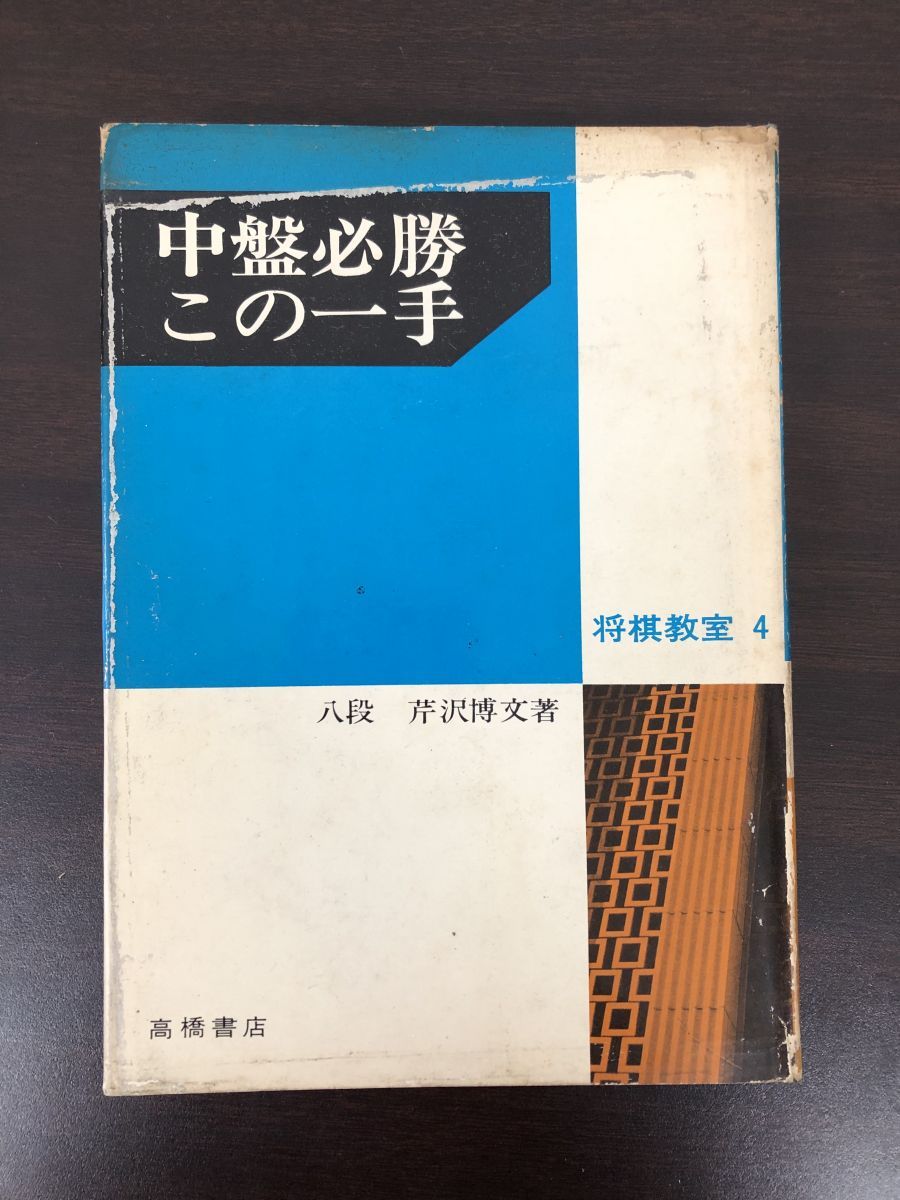 中盤必勝
この一手
将棋教室 4
八段 芹沢博文著
高橋書店